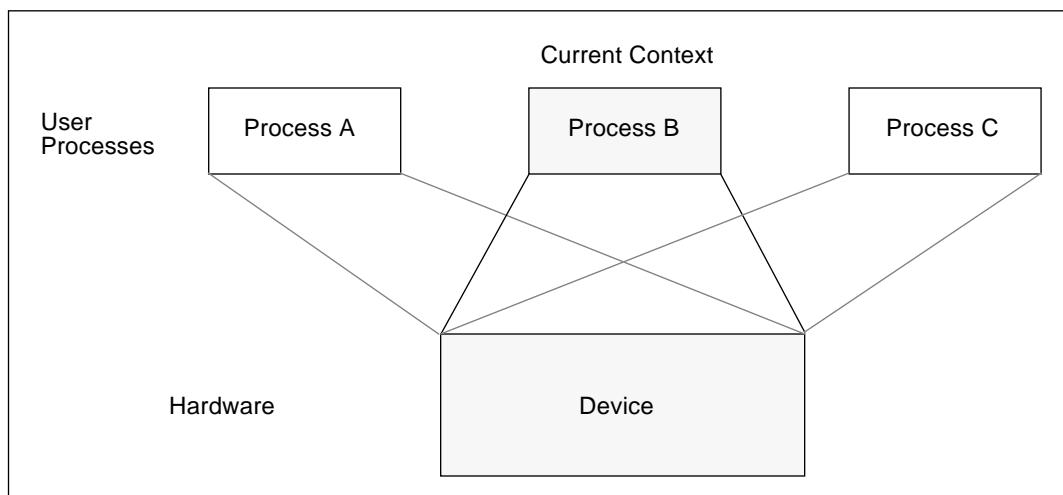 Current Context
User
Processes
Process A
Process B
Process C
Hardware
Device